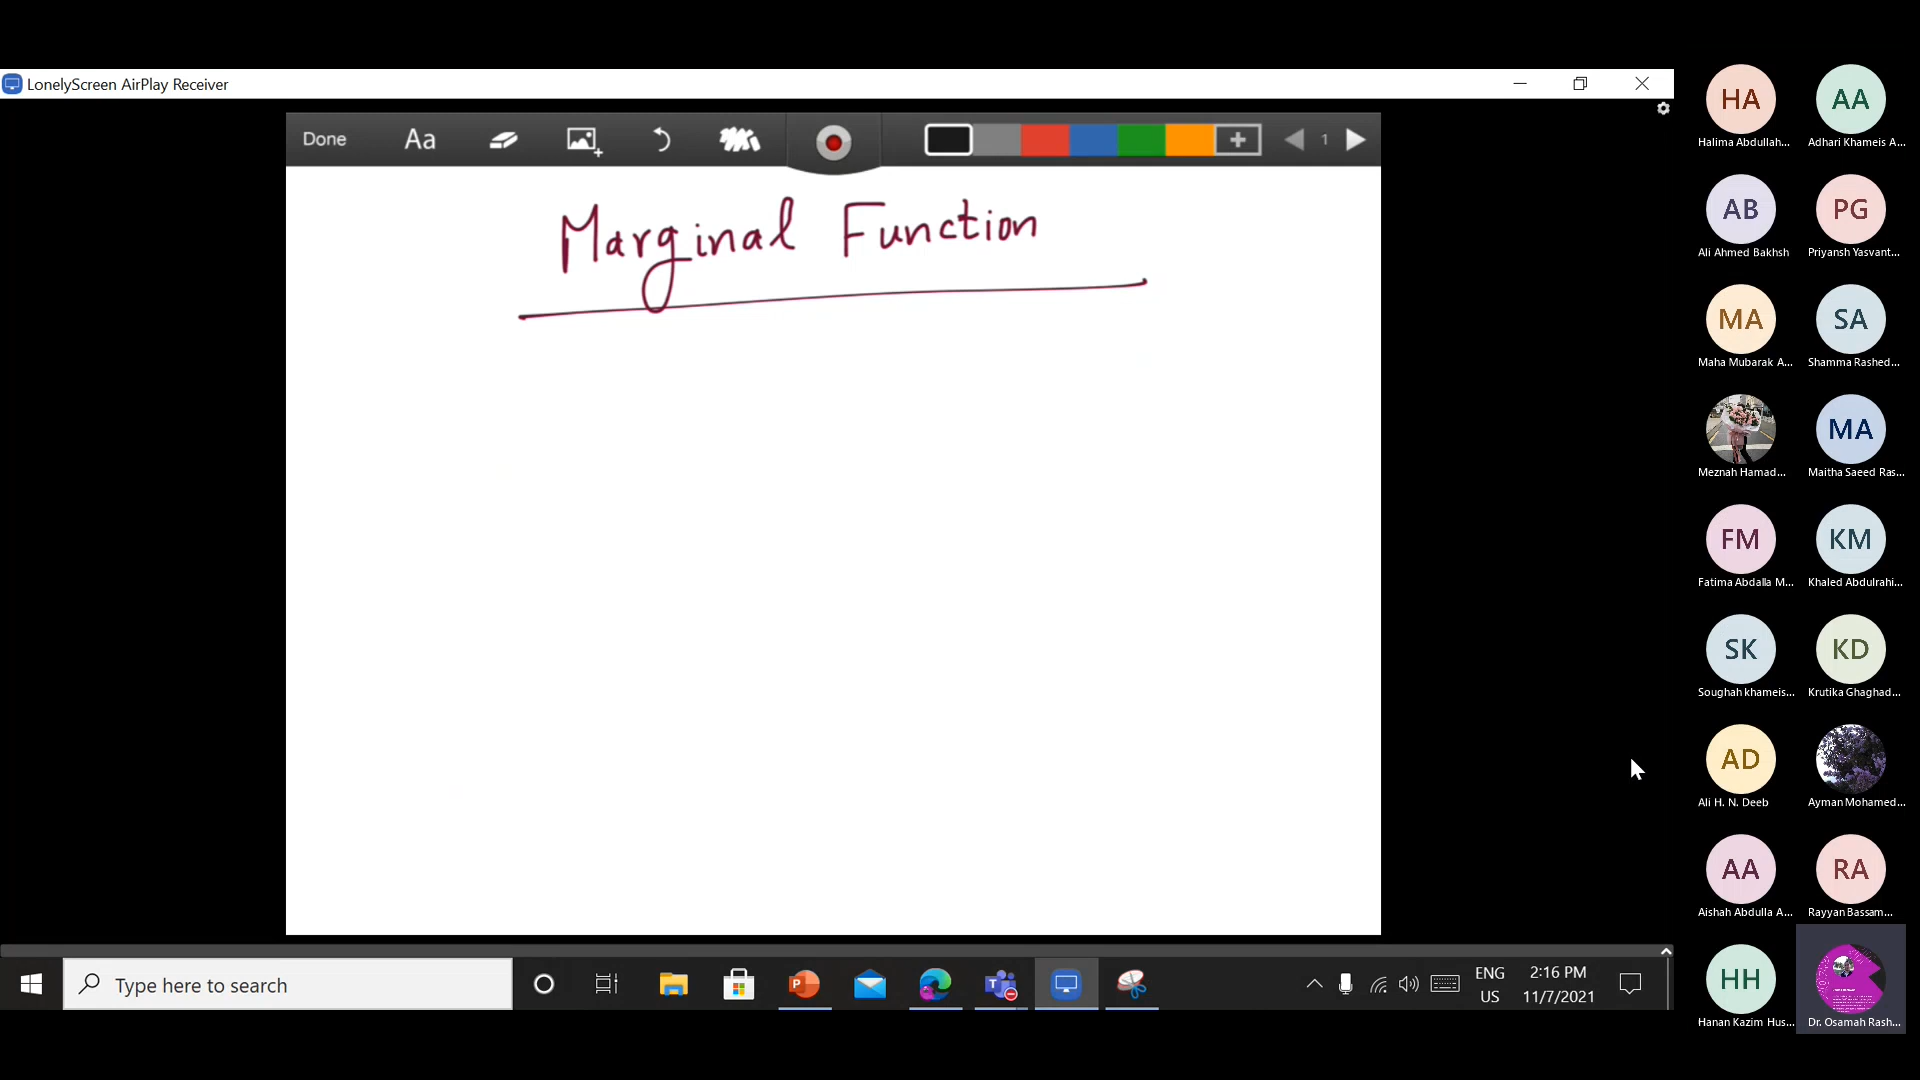 LonelyScreen AirPlay Receiver
Done Aa 1
Marginal Function
HA
Halima Abdullah...
AA
Adhari Khameis A...
AB
Ali Ahmed Bakhsh
PG
Priyansh Yasvant...
MA
Maha Mubarak A...
SA
Shamma Rashed...
Meznah Hamad...
MA
Maitha Saeed Ras...
FM
Fatima Abdalla M...
KM
Khaled Abdulrahi...
SK
Soughah khameis...
KD
Krutika Ghaghad...
AD
Ali H. N. Deeb
Ayman Mohamed...
AA
Aishah Abdulla A...
RA
Rayyan Bassam...
HH
Hanan Kazim Hus...
Dr. Osamah Rash...
Type here to search
ENG
US
2:16 PM
11/7/2021